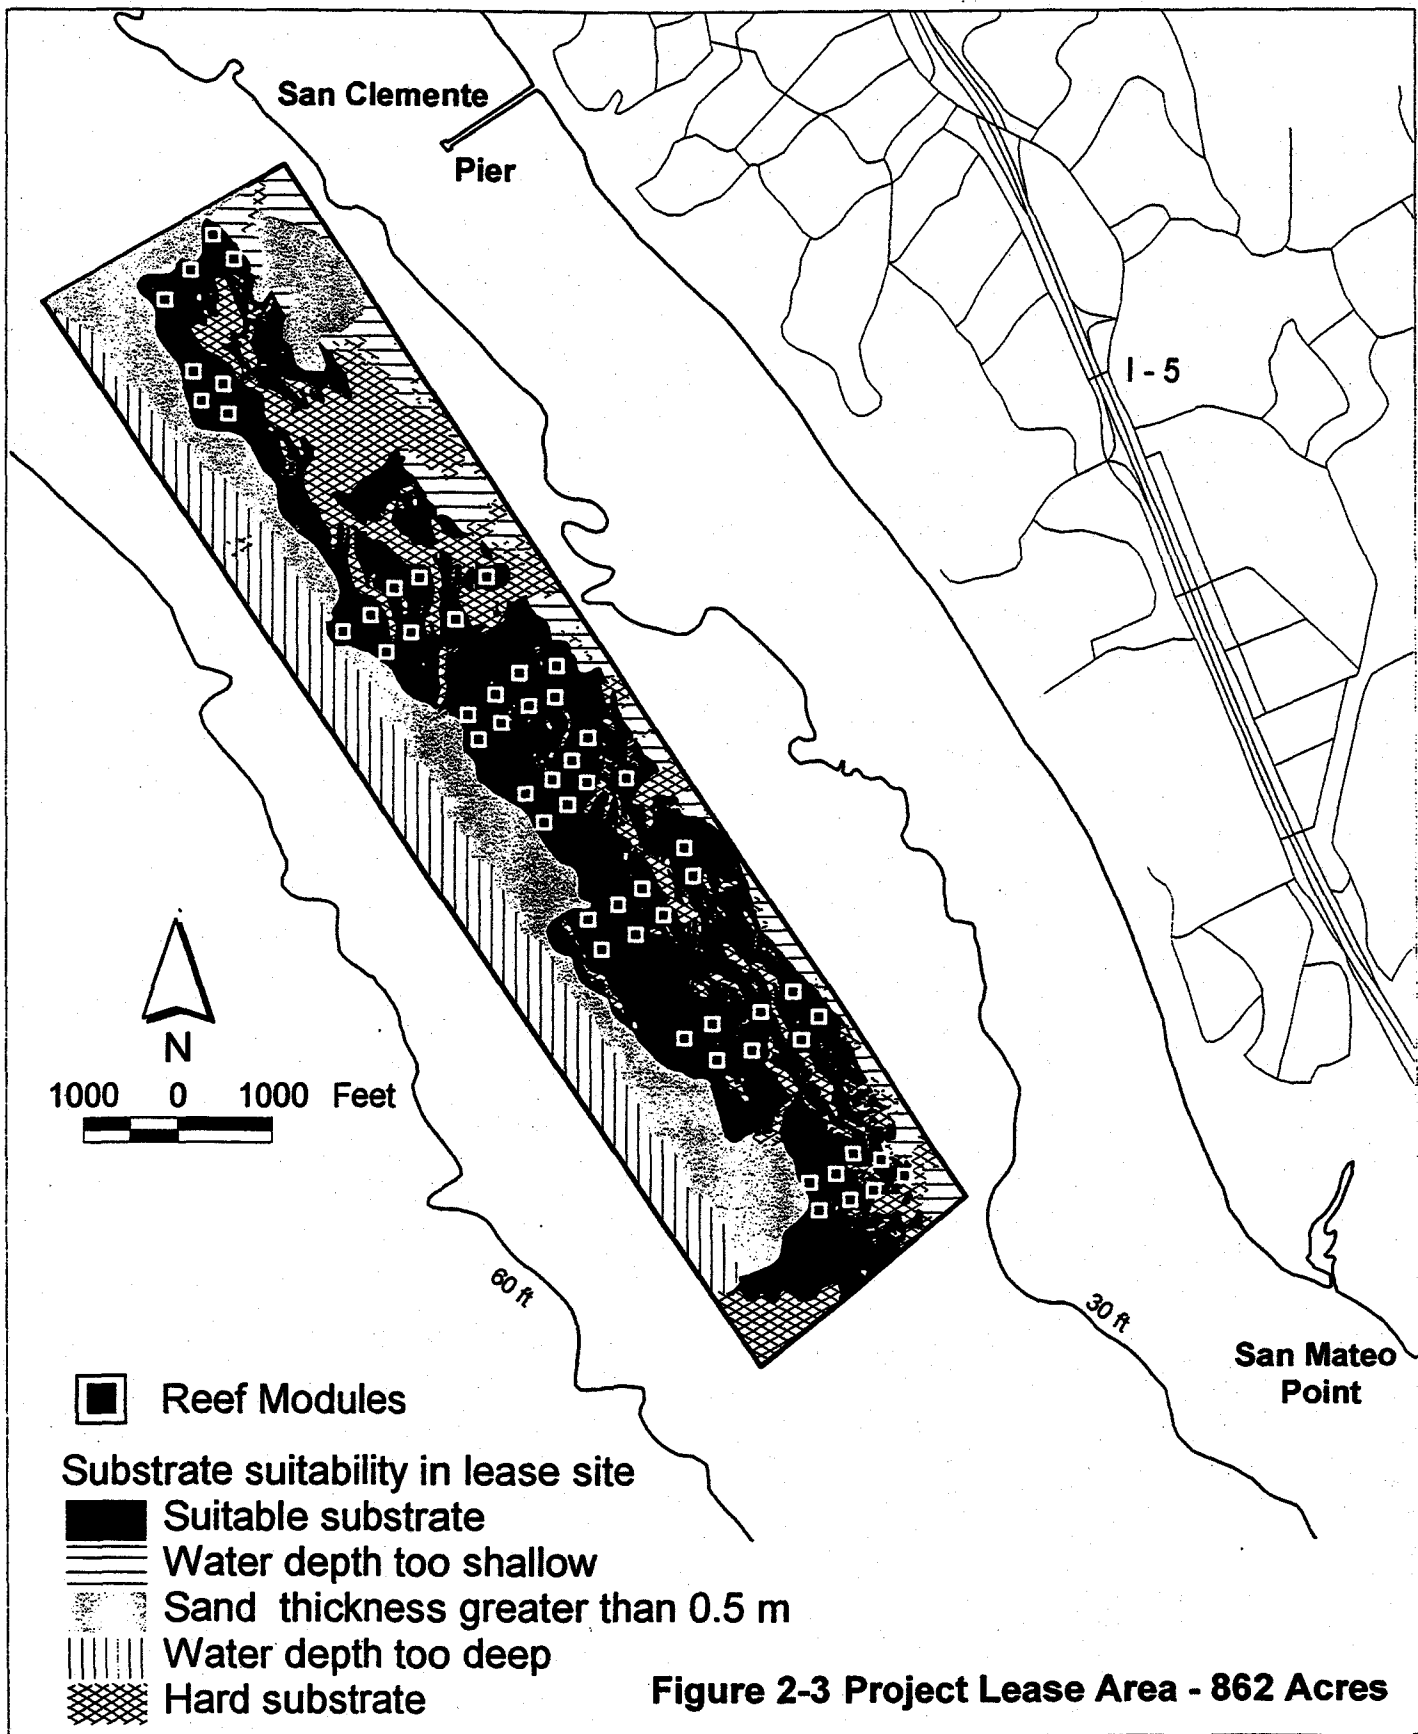 San Clemente
Pier
I - 5
N
1000 0 1000 Feet
60 ft
30 ft
San Mateo
Point
Reef Modules
Substrate suitability in lease site
Suitable substrate
Water depth too shallow
Sand thickness greater than 0.5 m
Water depth too deep
Hard substrate
Figure 2-3 Project Lease Area - 862 Acres